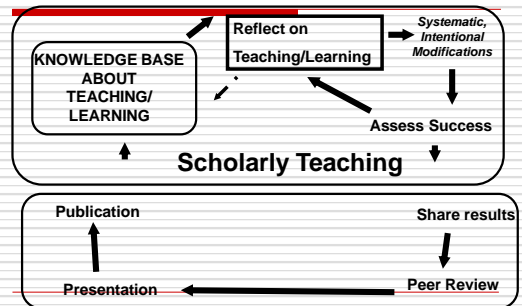 Reflect on
Teaching/Learning
Systematic,
Intentional
Modifications
KNOWLEDGE BASE
ABOUT
TEACHING/
LEARNING
Assess Success
Scholarly Teaching
Publication
Share results
Presentation
Peer Review